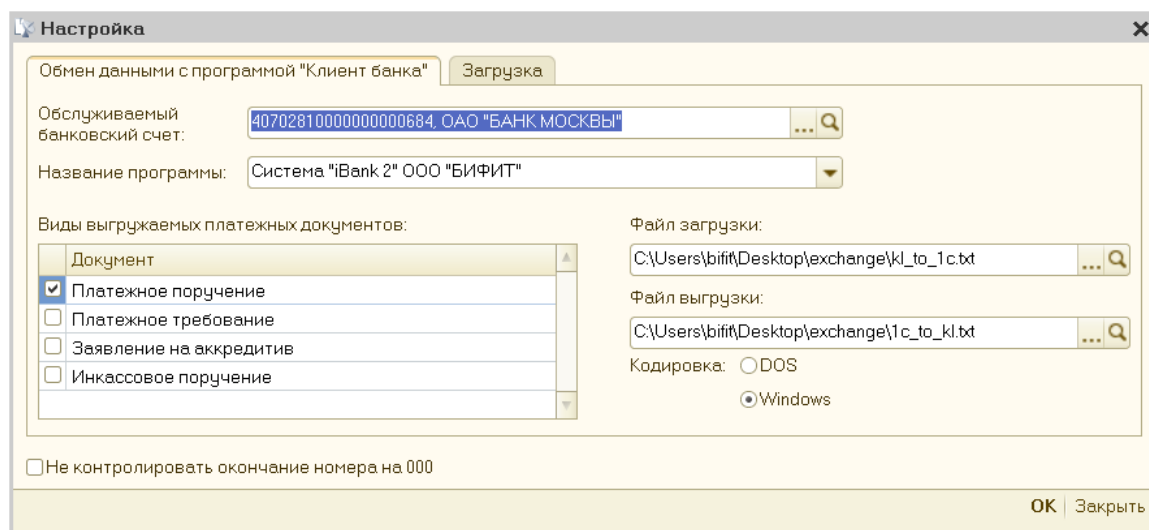 Настройка
Обмен данными с программой "Клиент банка"
Загрузка
Обслуживаемый
банковский счет:
40702810000000000684, ОАО "БАНК МОСКВЫ"
...
Название программы:
Система "iBank 2" ООО "БИФИТ"
Виды выгружаемых платежных документов:
Документ
Платежное поручение
Платежное требование
Заявление на аккредитив
Инкассовое поручение
Файл загрузки:
C:\Users\bifit\Desktop\exchange\kl_to_1c.txt
...
Файл выгрузки:
C:\Users\bifit\Desktop\exchange\1c_to_kl.txt
...
Кодировка:
DOS
Windows
Не контролировать окончание номера на 000
OK
Закрыть